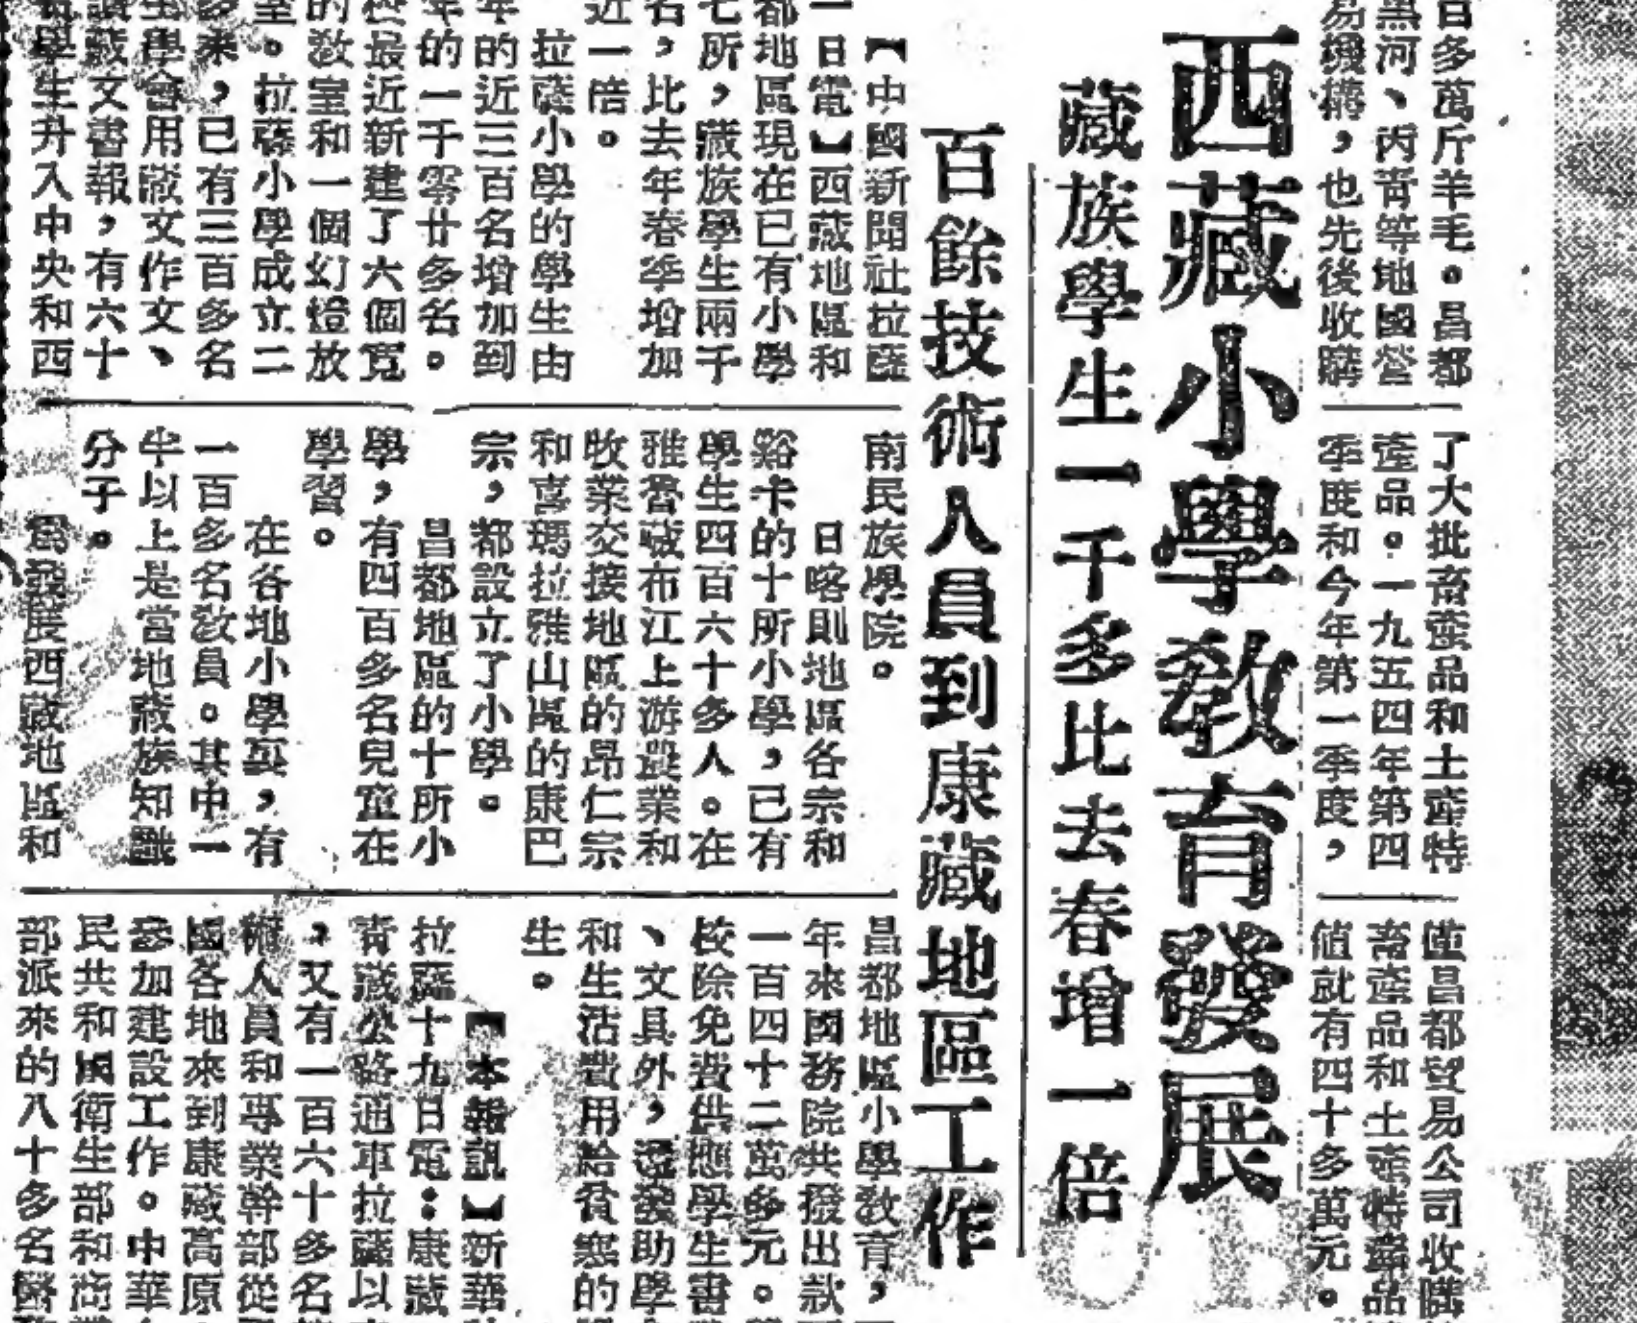 日多萬斤羊毛。昌都
黑河、丙青等地國營
易機構，也先後收購
了大批畜產品和土產特
產品。一九五四年第四
季度和今年第一季度，
僅昌都貿易公司收購
畜產品和土產特產品
値就有四十多萬元。
西藏小學教育發展
藏族學生一千多比去春增一倍
百餘技術人員到康藏地區工作
【中國新聞社拉薩
一日電】西藏地區和
都地區現在已有小學
七所，藏族學生兩千
名，比去年春季增加
近一倍。
拉薩小學的學生由
年的近三百名增加到
年的一千零廿多名。
校最近新建了六個寬
的教室和一個幻燈放
室。拉薩小學成立二
多來，已有三百多名
生學會用藏文作文、
讀藏文書報，有六十
學生升入中央和西
南民族學院。
日喀則地區各宗和
谿卡的十所小學，已有
學生四百六十多人。在
雅魯藏布江上游農業和
牧業交接地區的昂仁宗
和喜瑪拉雅山區的康巴
宗，都設立了小學。
昌都地區的十所小
學，有四百多名兒童在
學習。
在各地小學裏，有
一百多名教員。其中一
半以上是當地藏族知識
分子。
爲發展西藏地區和
昌都地區小學教育，
年來國務院共撥出款
一百四十二萬多元。
校除免費供應學生書
、文具外，還發助學
和生活費用給貧寒的
生。
【本報訊】新華
拉薩十九日電：康藏
青藏公路通車拉薩以
，又有一百六十多名
術人員和專業幹部從
國各地來到康藏高原
參加建設工作。中華
民共和國衛生部和商
部派來的八十多名醫